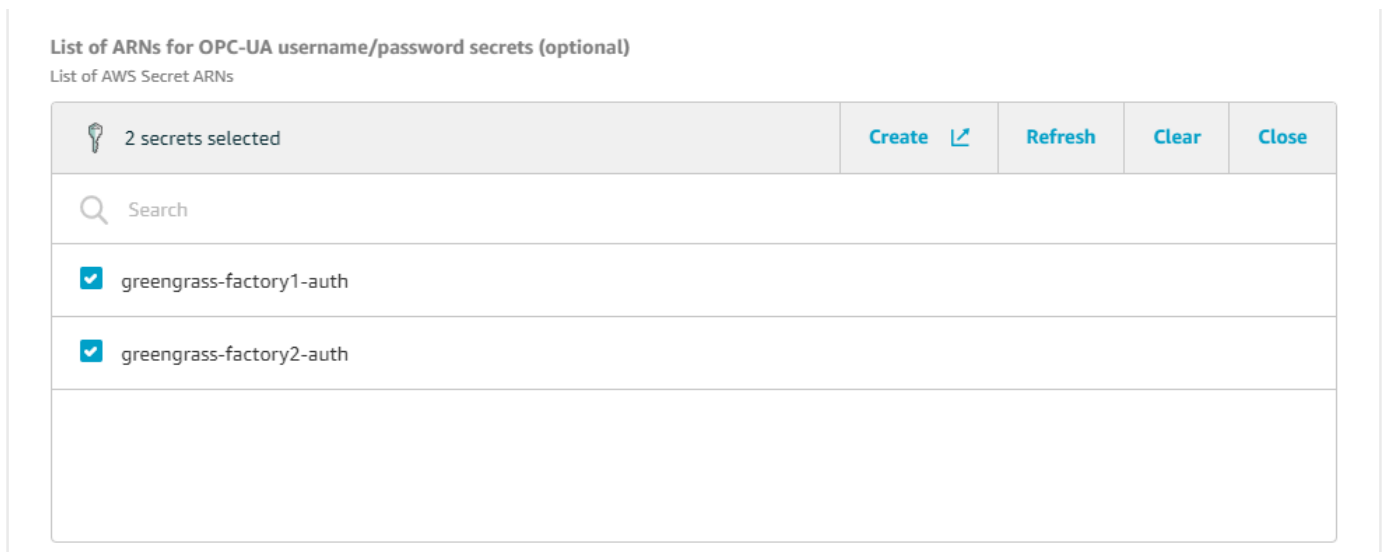 List of ARNs for OPC-UA username/password secrets (optional)
List of AWS Secret ARNs
2 secrets selected Create Refresh Clear Close
Search
greengrass-factory1-auth
greengrass-factory2-auth